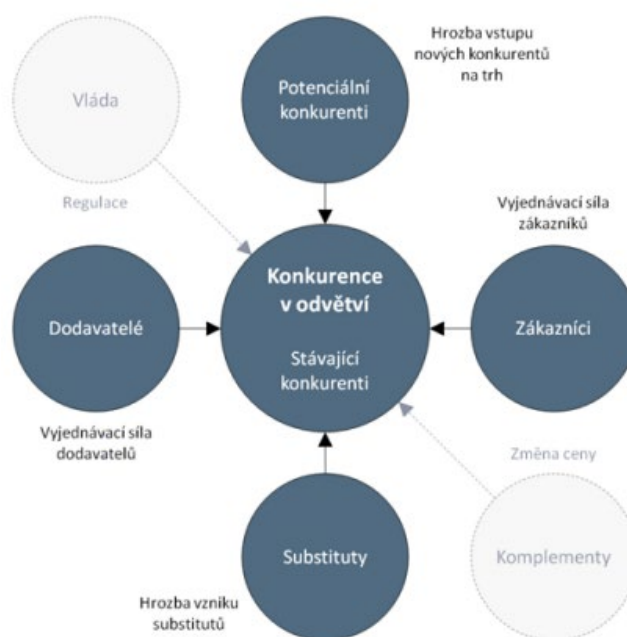 Hrozba vstupu
nových konkurentů
na trh
Vláda
Potenciální
konkurenti
Regulace
Vyjednávací síla
zákazníků
Konkurence
v odvětví
Dodavatelé
Stávající
konkurenti
Zákazníci
Vyjednávací síla
dodavatelů
Změna ceny
Substituty
Komplementy
Hrozba vzniku
substitutů